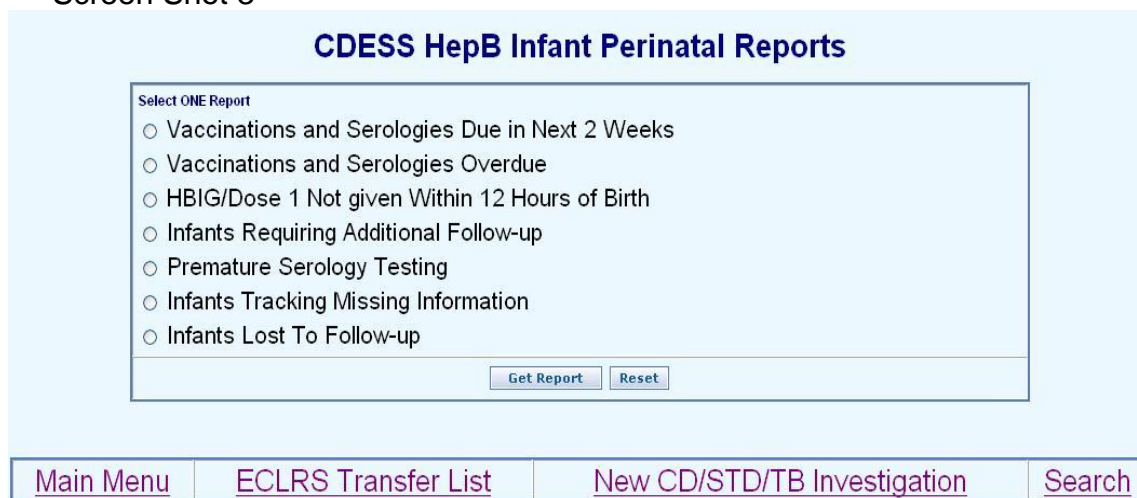 Screen Shot
CDESS HepB Infant Perinatal Reports
Select ONE Report
Vaccinations and Serologies Due in Next 2 Weeks
Vaccinations and Serologies Overdue
HBIG/Dose 1 Not given Within 12 Hours of Birth
Infants Requiring Additional Follow-up
Premature Serology Testing
Infants Tracking Missing Information
Infants Lost To Follow-up
Get Report Reset
Main Menu ECLRS Transfer List New CD/STD/TB Investigation Search